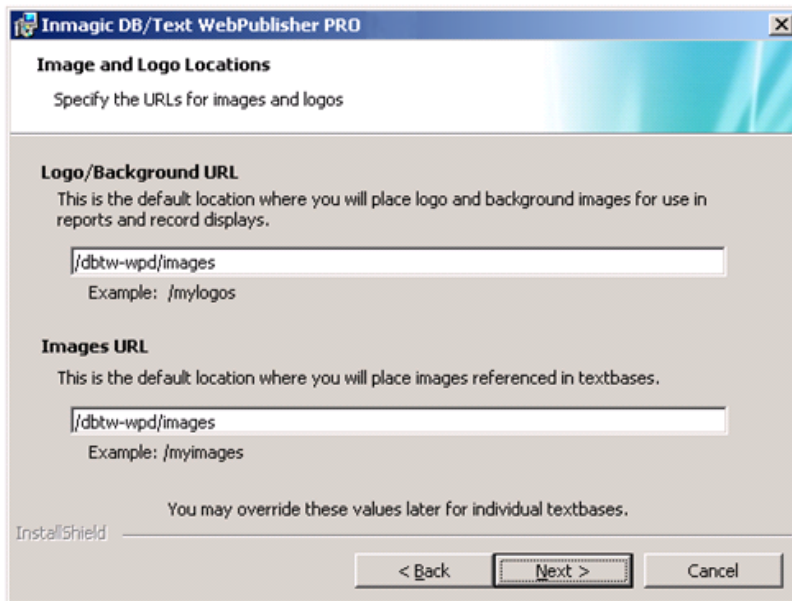 Inmagic DB/Text WebPublisher PRO
Image and Logo Locations
Specify the URLs for images and logos
Logo/Background URL
This is the default location where you will place logo and background images for use in
reports and record displays.
/dbtw-wpd/images
Example: /mylogos
Images URL
This is the default location where you will place images referenced in textbases.
/dbtw-wpd/images
Example: /myimages
You may override these values later for individual textbases.
InstallShield
< Back Next > Cancel